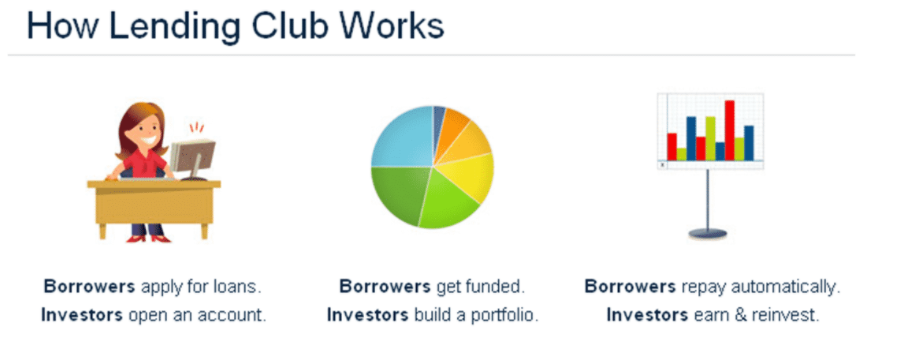 How Lending Club Works
Borrowers apply for loans.
Investors open an account.
Borrowers get funded.
Investors build a portfolio.
Borrowers repay automatically.
Investors earn & reinvest.